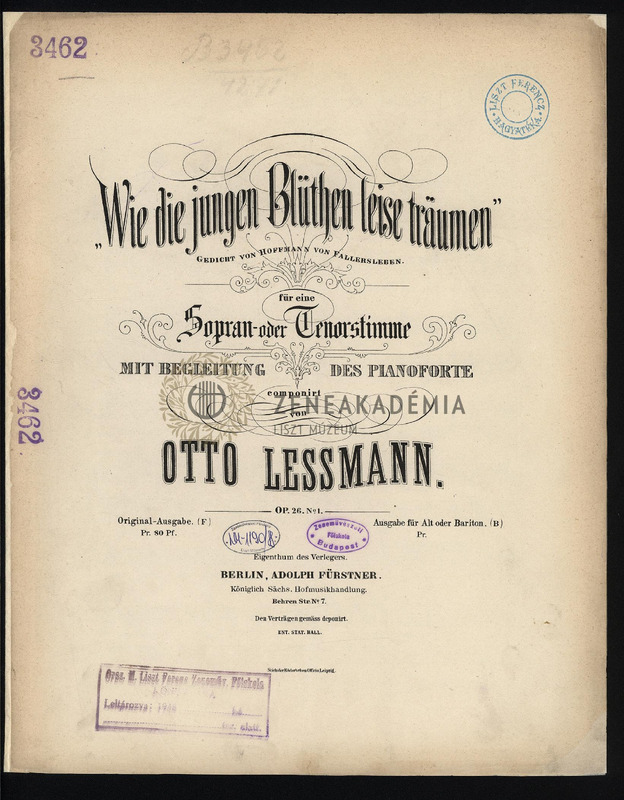 3462
LISZT FERENC
HAGYATÉKA
„Wie die jungen Blüthen leise träumen”
GEDICHT VON HOFFMANN VON FALLERSLEBEN.
für eine
Sopran-oder Tenorstimme
MIT BEGLEITUNG DES PIANOFORTE
componirt
von
ZENEAKADÉMIA
LISZT MÚZEUM
OTTO LESSMANN.
OP. 26. No 1.
Original-Ausgabe. (F)
Pr. 80 Pf.
Ausgabe für Alt oder Bariton. (B)
Pr.
Zeneművészeti
Főiskola
Budapest
Eigenthum des Verlegers.
BERLIN, ADOLPH FÜRSTNER.
Königlich Sächs. Hofmusikhandlung.
Behren Str. No 7.
Den Verträgen gemäss deponirt.
ENT. STAT. HALL.
3462
Orsz. M. Liszt Ferenc Zeneműv. Főiskola
Leltározva: 19